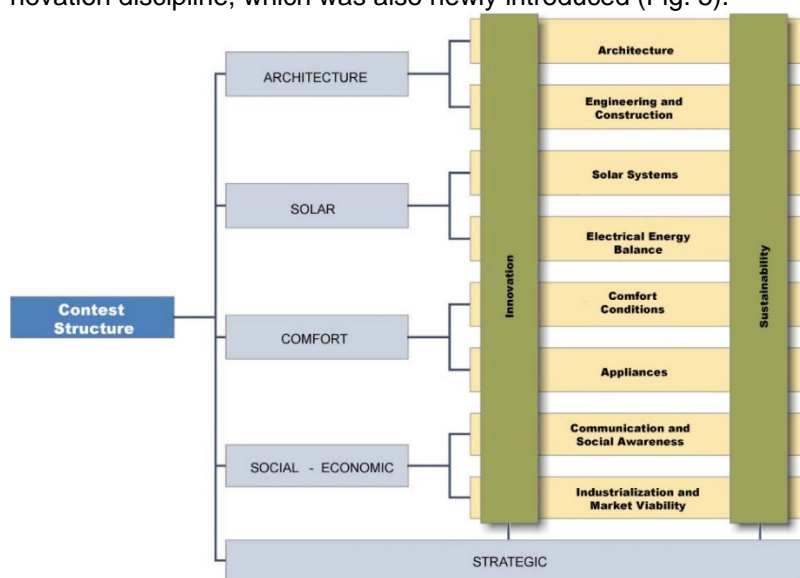 novation discipline, which was also newly introduced (Fig. 3).
Architecture
ARCHITECTURE
Engineering and
Construction
Solar Systems
SOLAR
Electrical Energy
Balance
Contest
Structure
Innovation
Sustainability
Comfort
Conditions
COMFORT
Appliances
Communication and
Social Awareness
SOCIAL - ECONOMIC
Industrialization and
Market Viability
STRATEGIC